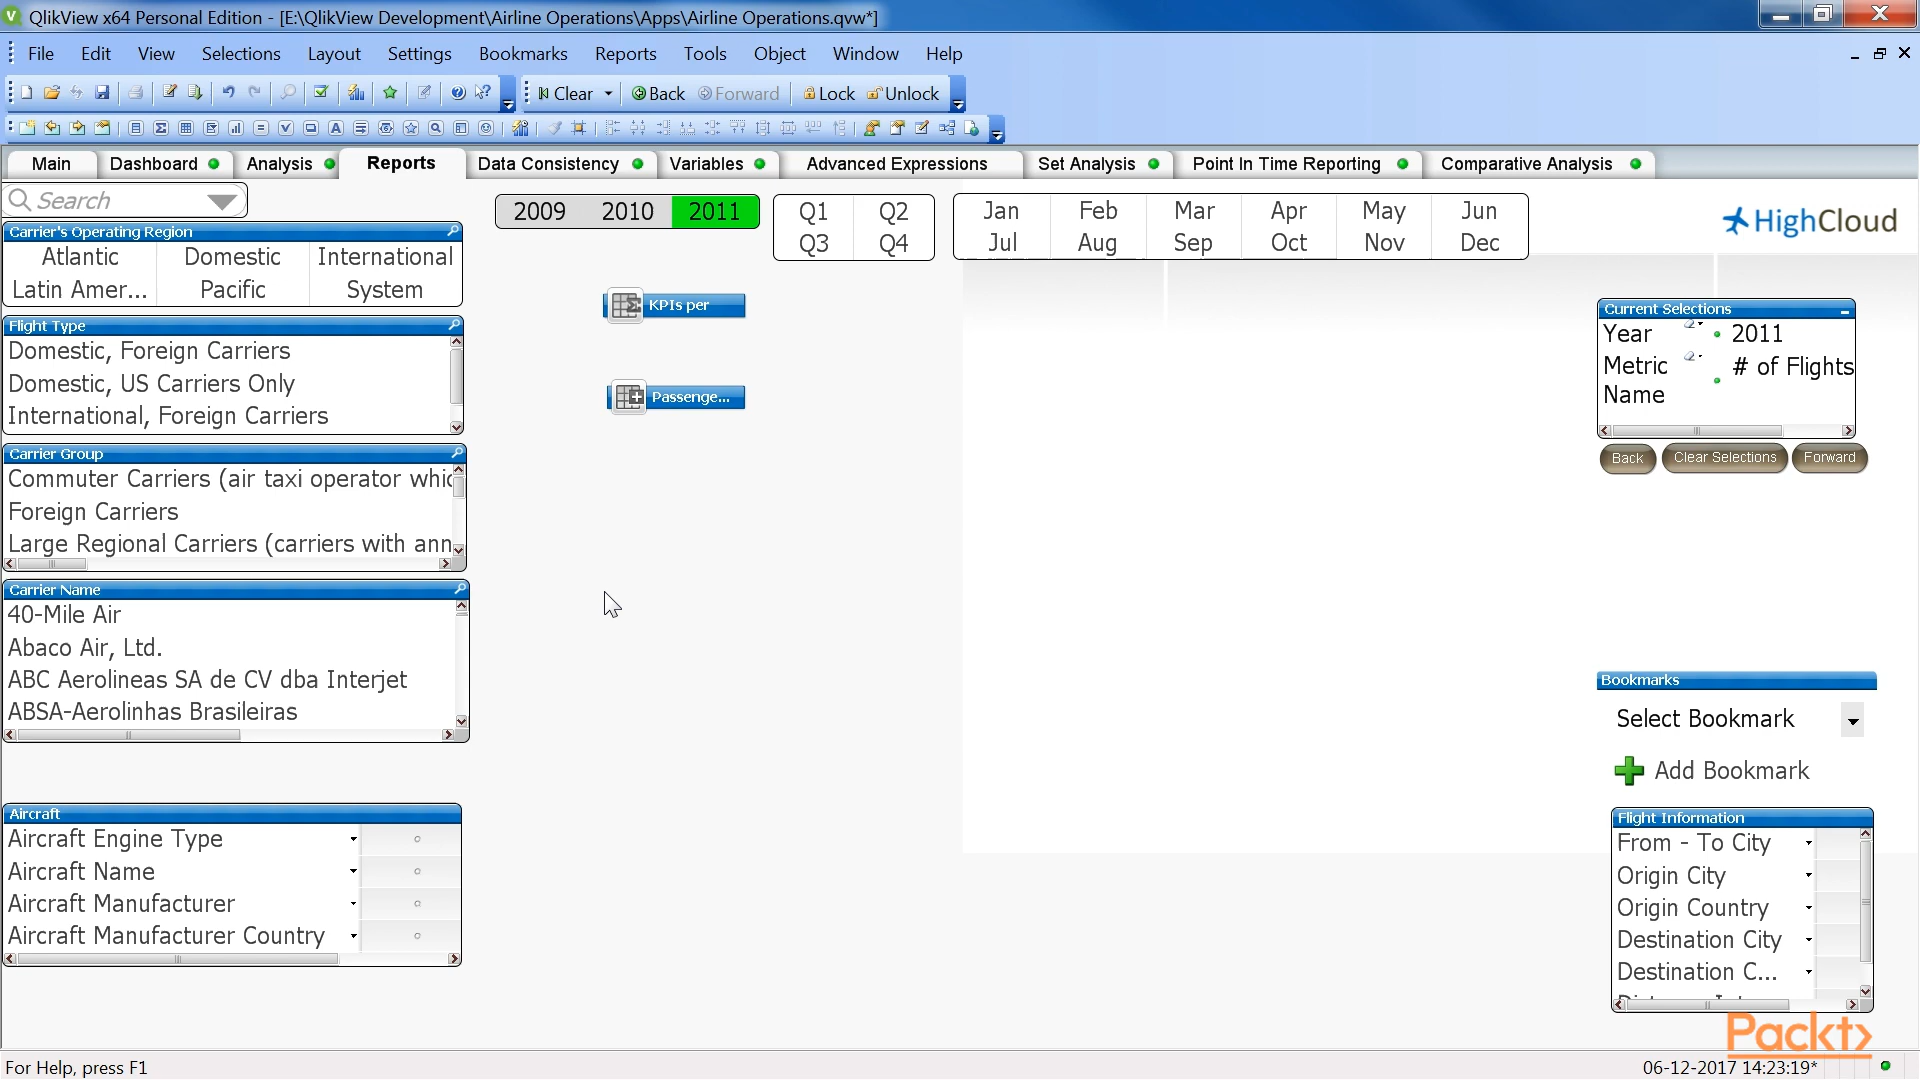 QlikView x64 Personal Edition - [E:\QlikView Development\Airline Operations\Apps\Airline Operations.qvw*]
File Edit View Selections Layout Settings Bookmarks Reports Tools Object Window Help
Clear Back Forward Lock Unlock
Main Dashboard Analysis Reports Data Consistency Variables Advanced Expressions Set Analysis Point In Time Reporting Comparative Analysis
Search
2009 2010 2011
Q1 Q2
Q3 Q4
Jan Feb Mar Apr May Jun
Jul Aug Sep Oct Nov Dec
HighCloud
Carrier's Operating Region
Atlantic Domestic International
Latin Amer... Pacific System
Flight Type
Domestic, Foreign Carriers
Domestic, US Carriers Only
International, Foreign Carriers
Carrier Group
Commuter Carriers (air taxi operator whic
Foreign Carriers
Large Regional Carriers (carriers with ann
Carrier Name
40-Mile Air
Abaco Air, Ltd.
ABC Aerolineas SA de CV dba Interjet
ABSA-Aerolinhas Brasileiras
Aircraft
Aircraft Engine Type
Aircraft Name
Aircraft Manufacturer
Aircraft Manufacturer Country
KPIs per
Passenge...
Current Selections
Year 2011
Metric # of Flights
Name
Back Clear Selections Forward
Bookmarks
Select Bookmark
Add Bookmark
Flight Information
From - To City
Origin City
Origin Country
Destination City
Destination C...
Packt>
For Help, press F1
06-12-2017 14:23:19*